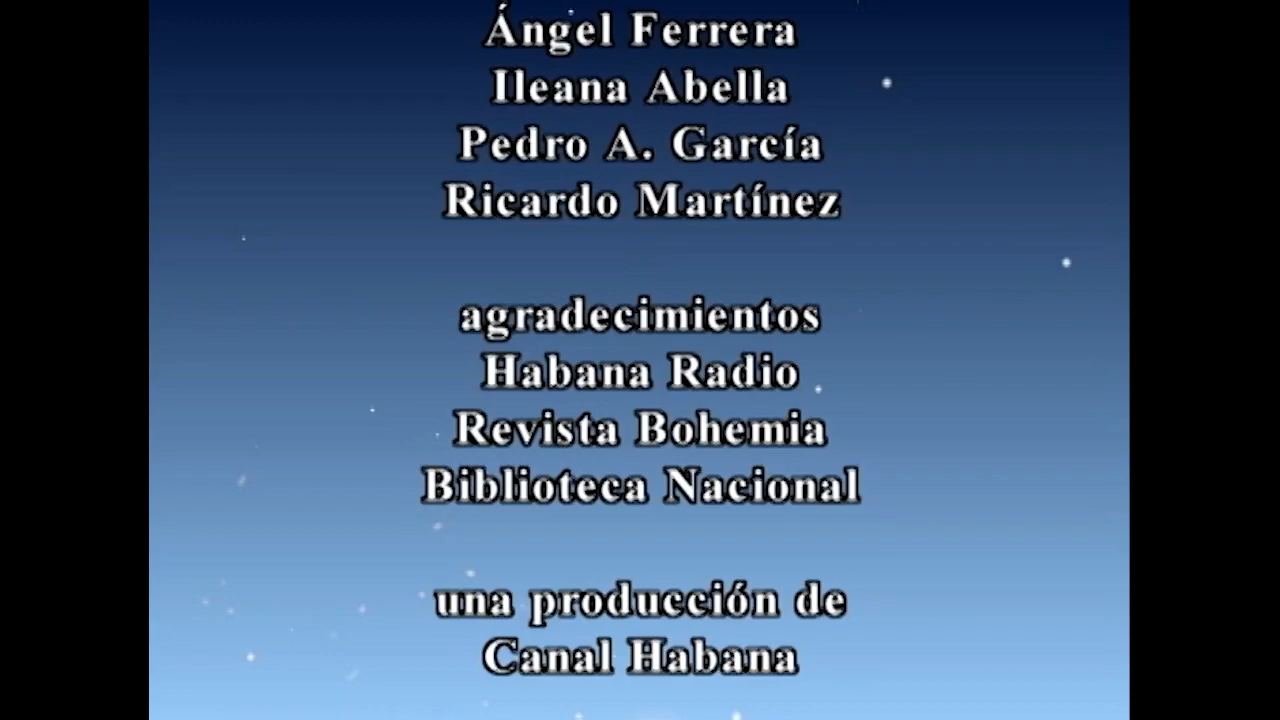 Ángel Ferrera
Ileana Abella
Pedro A. García
Ricardo Martínez
agradecimientos
Habana Radio
Revista Bohemia
Biblioteca Nacional
una producción de
Canal Habana